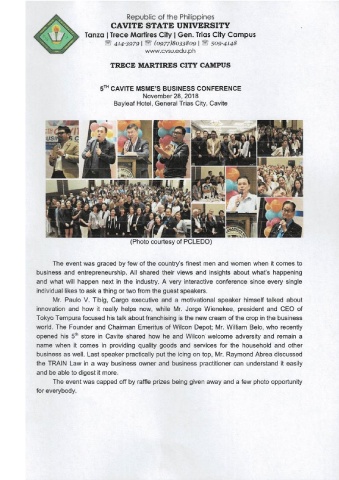 Republic of the Philippines
CAVITE STATE UNIVERSITY
Tanza | Trece Martires City | Gen. Trias City Campus
☏ 414-3979 | ☏ (0977)8033809 | ☏ 509-4148
www.cvsu.edu.ph
TRECE MARTIRES CITY CAMPUS
5TH CAVITE MSME'S BUSINESS CONFERENCE
November 28, 2018
Bayleaf Hotel, General Trias City, Cavite
(Photo courtesy of PCLEDO)
The event was graced by few of the country's finest men and women when it comes to
business and entrepreneurship. All shared their views and insights about what's happening
and what will happen next in the industry. A very interactive conference since every single
individual likes to ask a thing or two from the guest speakers.
Mr. Paulo V. Tibig, Cargo executive and a motivational speaker himself talked about
innovation and how it really helps now, while Mr. Jorge Wieneke, president and CEO of
Tokyo Tempura focused his talk about franchising is the new cream of the crop in the business
world. The Founder and Chairman Emeritus of Wilcon Depot; Mr. William Belo, who recently
opened his 5th store in Cavite shared how he and Wilcon welcome adversity and remain a
name when it comes in providing quality goods and services for the household and other
business as well. Last speaker practically put the icing on top, Mr. Raymond Abrea discussed
the TRAIN Law in a way business owner and business practitioner can understand it easily
and be able to digest it more.
The event was capped off by raffle prizes being given away and a few photo opportunity
for everybody.